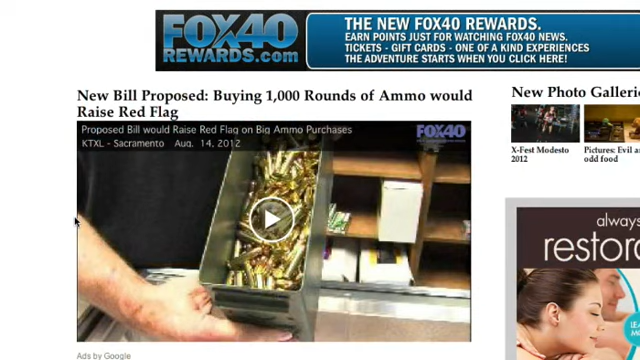 FOX40
REWARDS.com
THE NEW FOX40 REWARDS.
EARN POINTS JUST FOR WATCHING FOX40 NEWS.
TICKETS - GIFT CARDS - ONE OF A KIND EXPERIENCES
THE ADVENTURE STARTS WHEN YOU CLICK HERE!
New Bill Proposed: Buying 1,000 Rounds of Ammo would
Raise Red Flag
Proposed Bill would Raise Red Flag on Big Ammo Purchases
KTXL - Sacramento Aug. 14, 2012
FOX40
Ads by Google
New Photo Gallerie
X-Fest Modesto
2012
Pictures: Evil a
odd food
always
restora
LEA